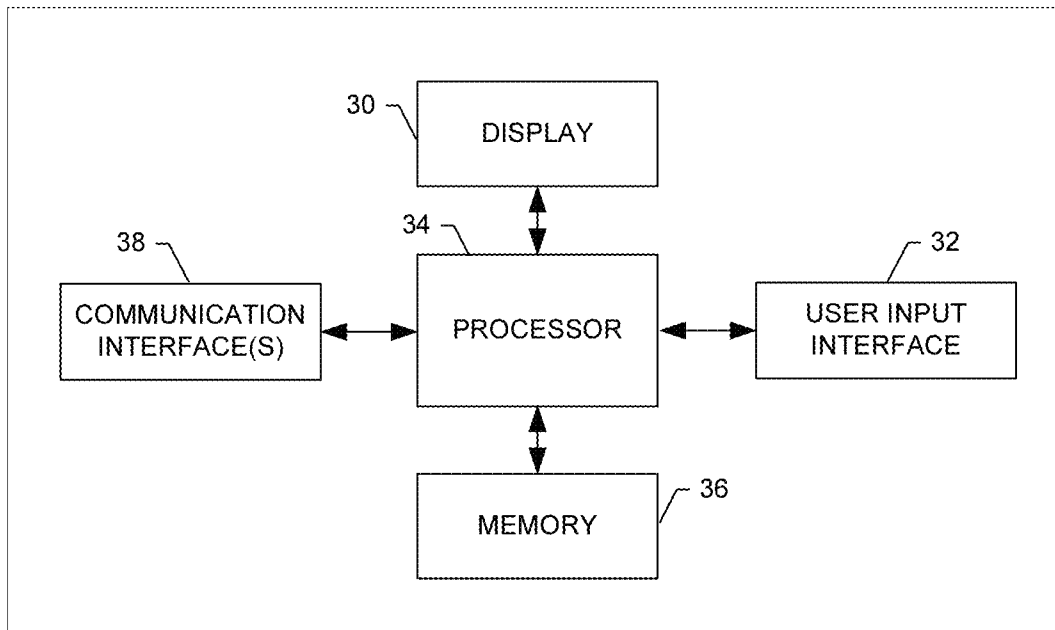 30
DISPLAY
34
38
32
COMMUNICATION
INTERFACE(S)
PROCESSOR
USER INPUT
INTERFACE
MEMORY
36